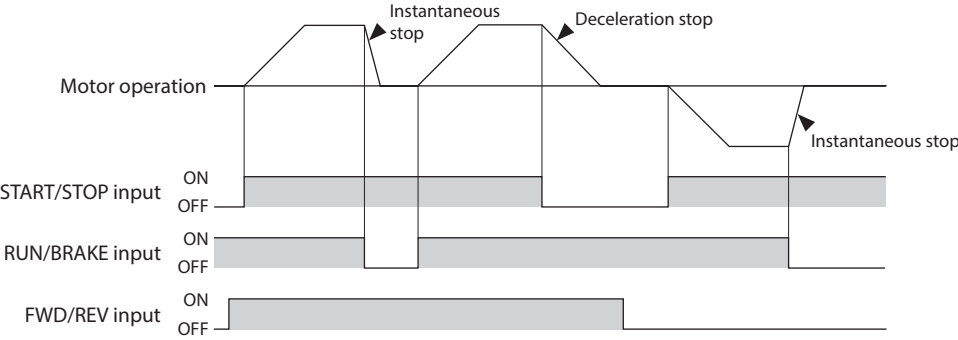 Instantaneous
stop
Deceleration stop
Motor operation
Instantaneous stop
START/STOP input
ON
OFF
RUN/BRAKE input
ON
OFF
FWD/REV input
ON
OFF